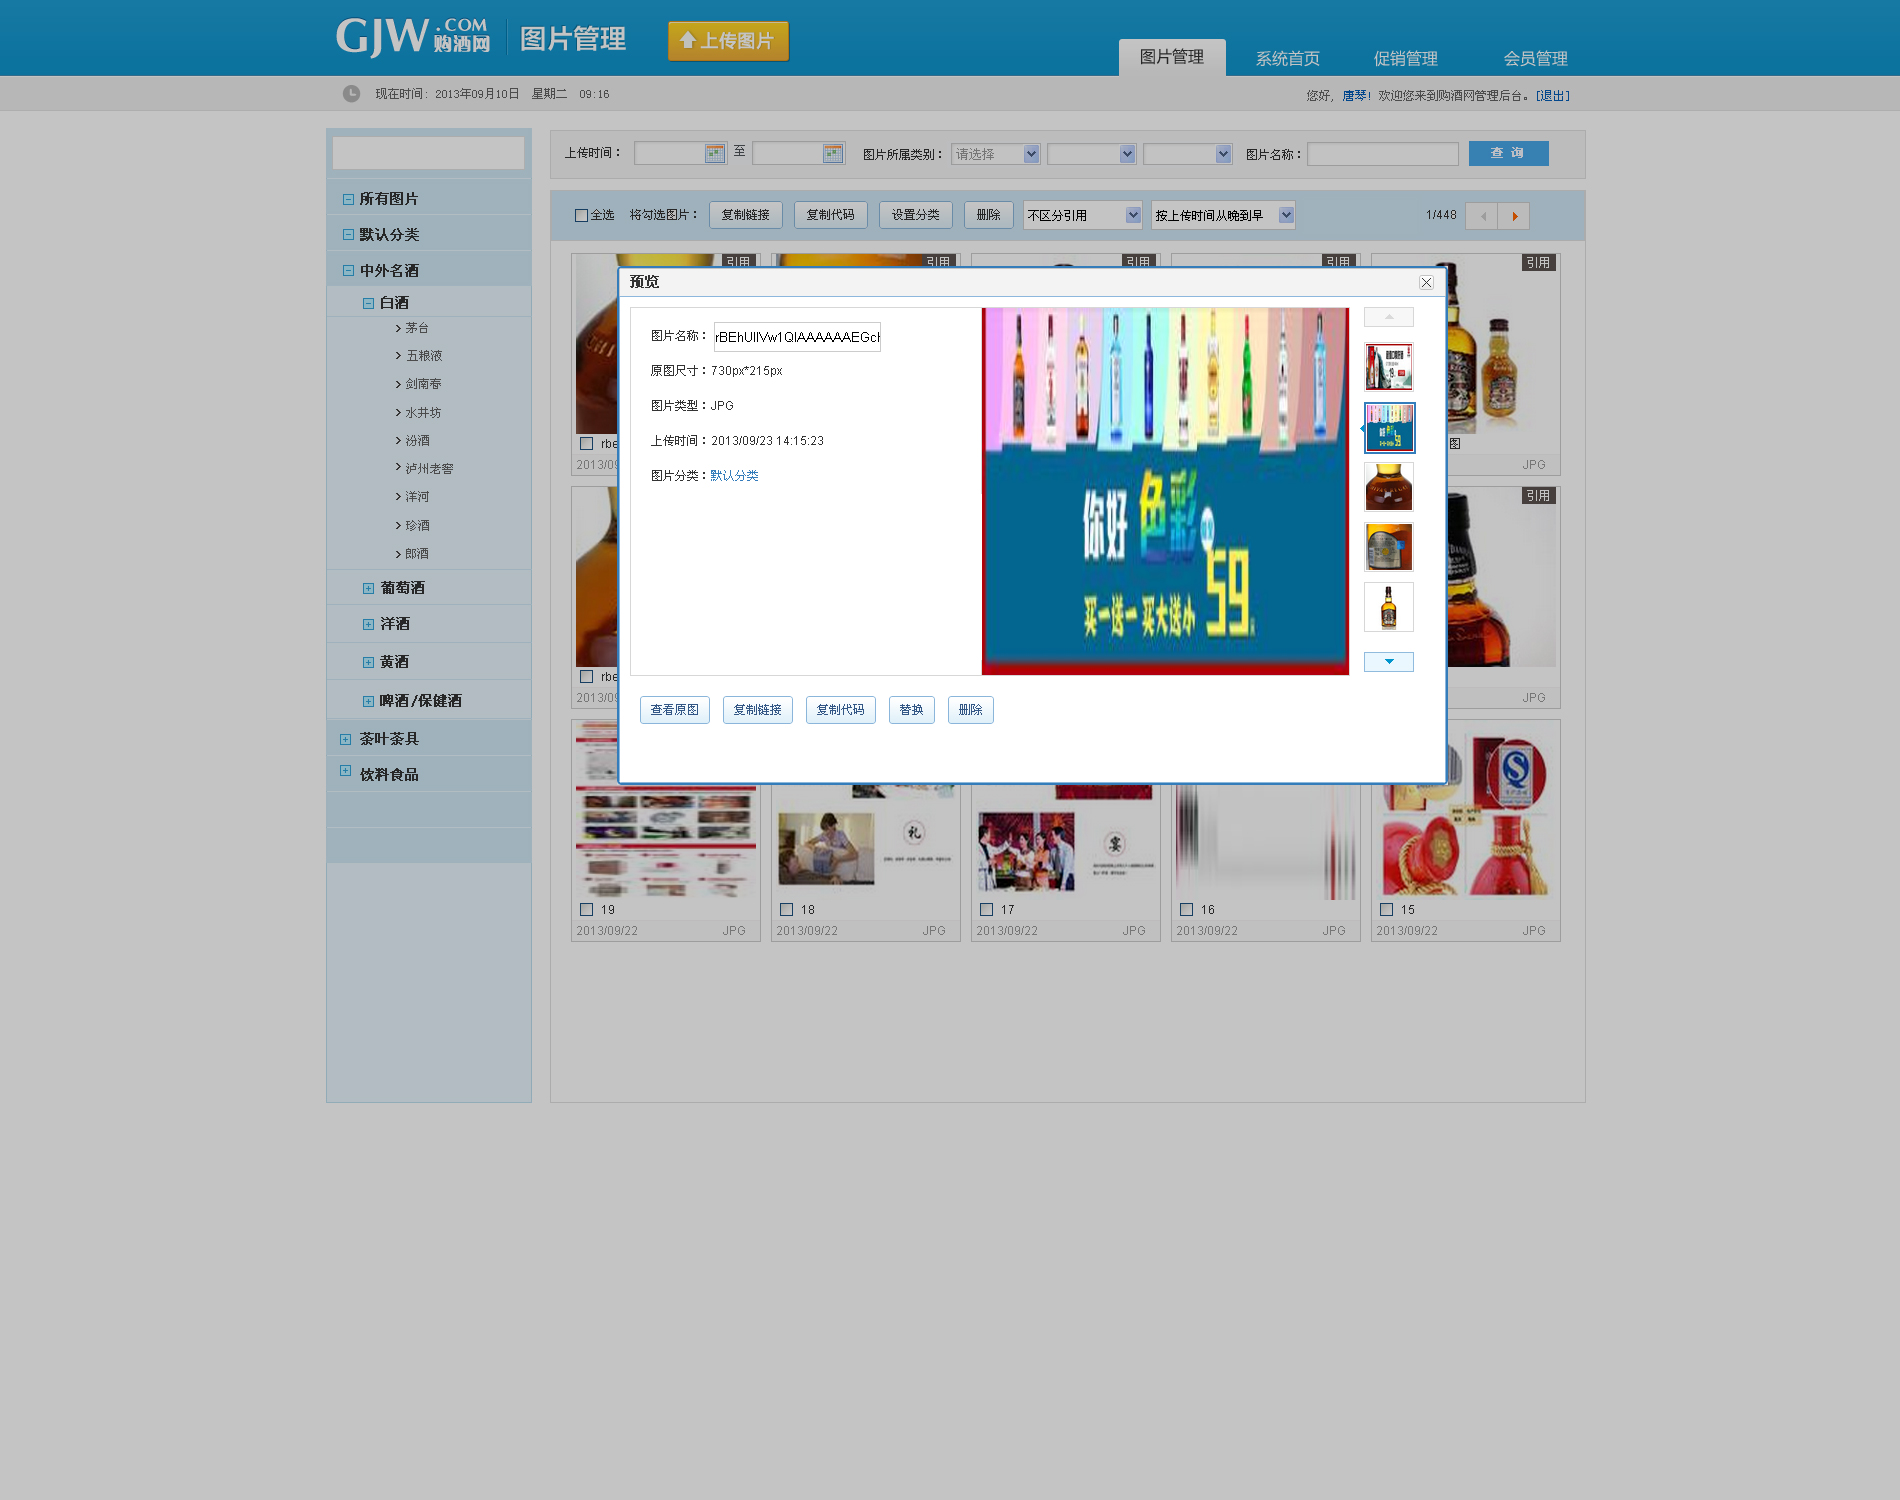 GJW.COM 购酒网 图片管理 上传图片
图片管理 系统首页 促销管理 会员管理
现在时间: 2013年09月10日 星期二 09:16
您好, 唐琴! 欢迎您来到购酒网管理后台。[退出]
上传时间： 至 图片所属类别： 请选择 图片名称： 查 询
全选 将勾选图片： 复制链接 复制代码 设置分类 删除 不区分引用 按上传时间从晚到早 1/448
所有图片
默认分类
中外名酒
白酒
茅台
五粮液
剑南春
水井坊
汾酒
泸州老窖
洋河
珍酒
郎酒
葡萄酒
洋酒
黄酒
啤酒/保健酒
茶叶茶具
饮料食品
引用 引用 引用 引用 引用
预览
图片名称：
原图尺寸：730px*215px
图片类型：JPG
上传时间：2013/09/23 14:15:23
图片分类：默认分类
你好 色彩
59
买一送一 买大送小
查看原图 复制链接 复制代码 替换 删除
rbe
2013/09
图
JPG
引用
rbe
2013/09
JPG
礼
宴
19 18 17 16 15
2013/09/22 JPG 2013/09/22 JPG 2013/09/22 JPG 2013/09/22 JPG 2013/09/22 JPG